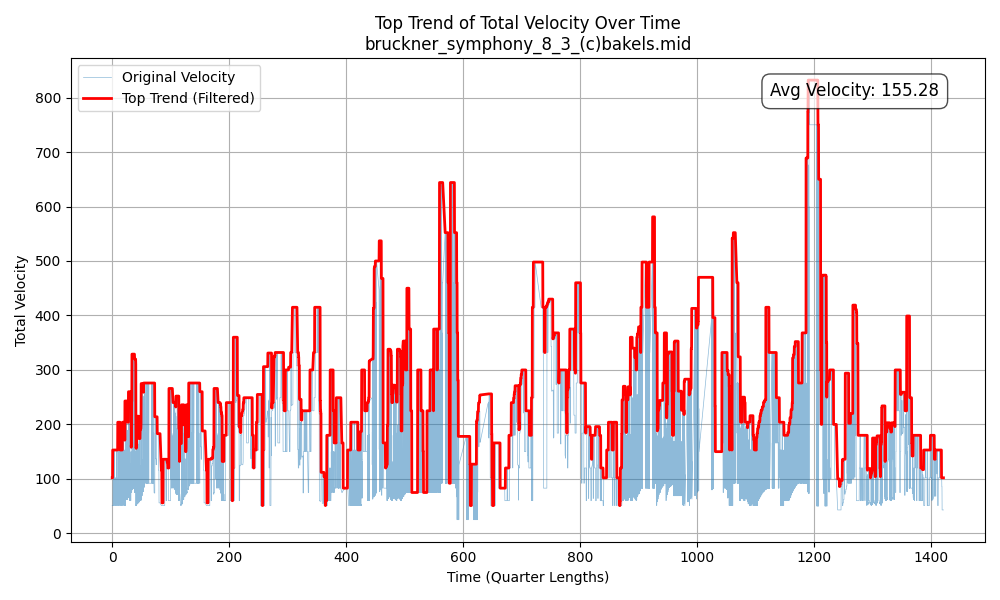 Top Trend of Total Velocity Over Time
bruckner_symphony_8_3_(c)bakels.mid
Original Velocity
Top Trend (Filtered)
Avg Velocity: 155.28
Total Velocity
800
700
600
500
400
300
200
100
0
0 200 400 600 800 1000 1200 1400
Time (Quarter Lengths)